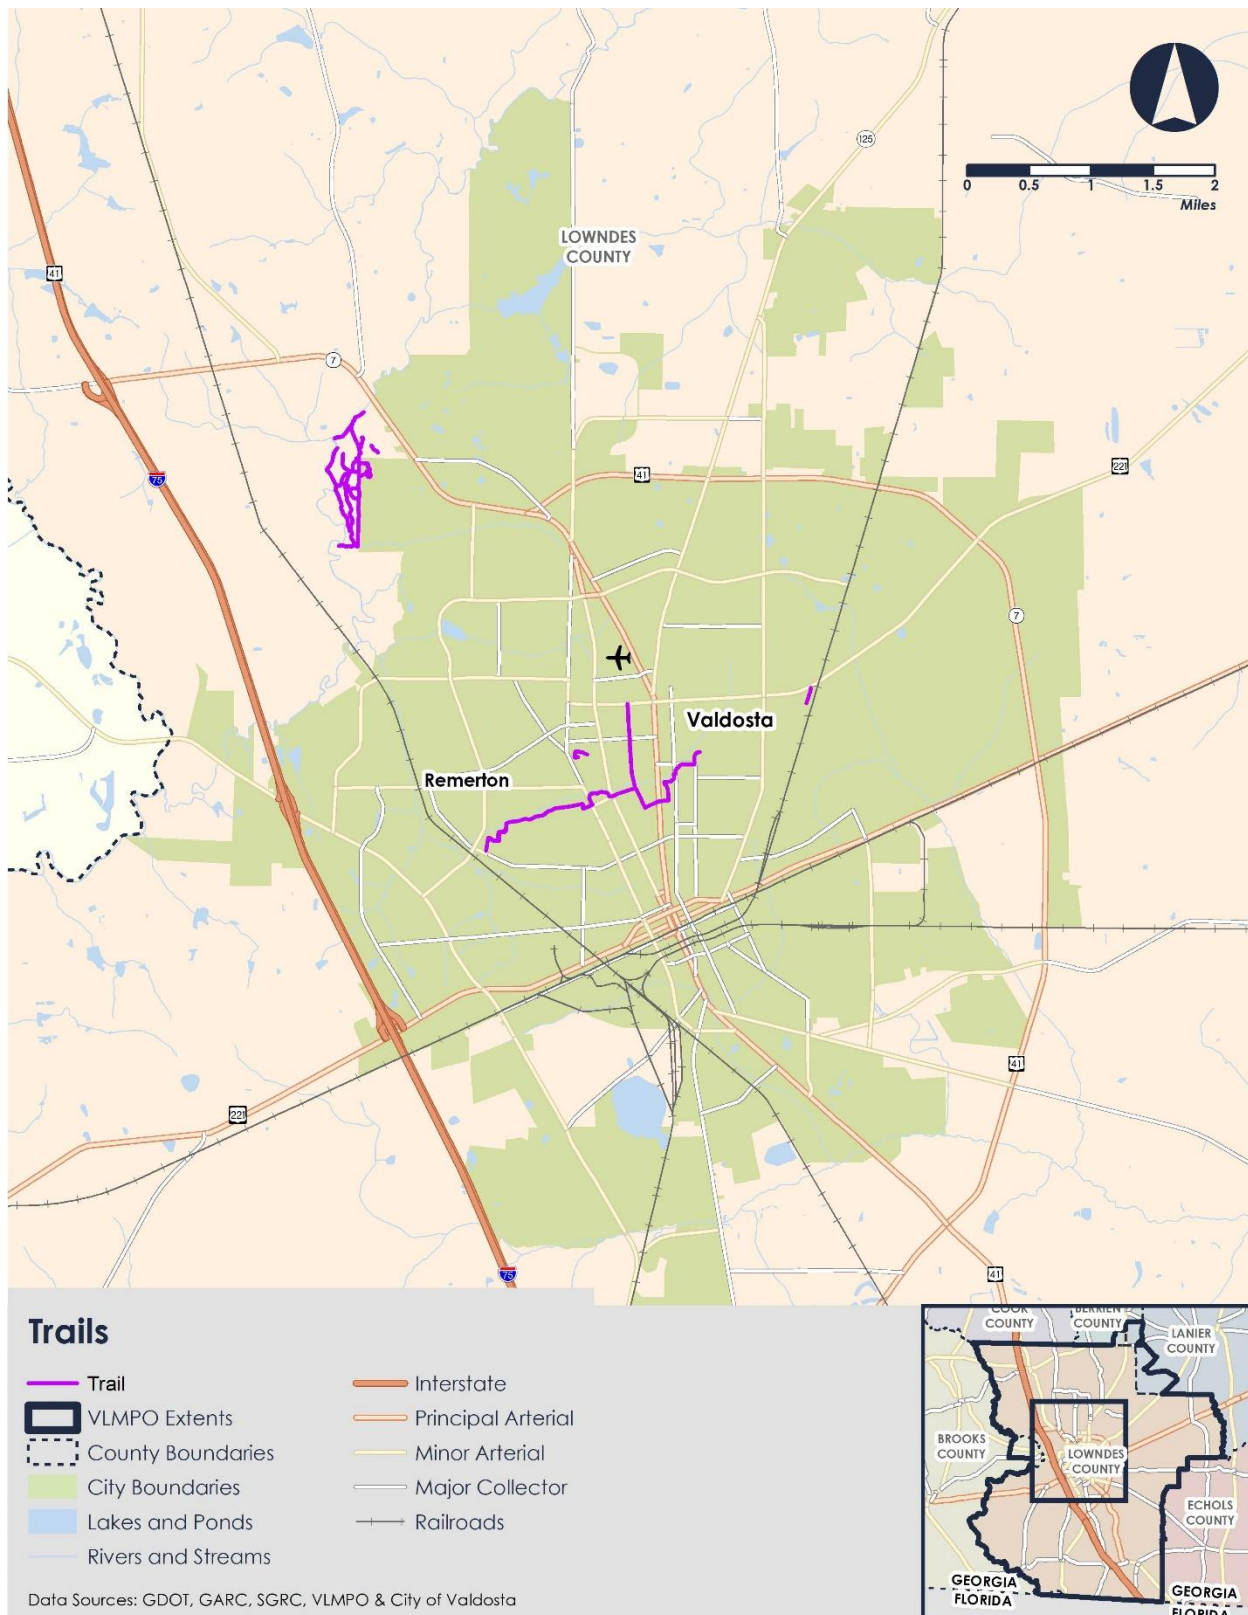 125
0 0.5 1 1.5 2
Miles
LOWNDES
COUNTY
41
7
75
41
221
7
Valdosta
Remerton
41
221
75
41
Trails
Trail
VLMPO Extents
County Boundaries
City Boundaries
Lakes and Ponds
Rivers and Streams
Interstate
Principal Arterial
Minor Arterial
Major Collector
Railroads
Data Sources: GDOT, GARC, SGRC, VLMPO & City of Valdosta
COOK
COUNTY
BERRIEN
COUNTY
LANIER
COUNTY
BROOKS
COUNTY
LOWNDES
COUNTY
ECHOLS
COUNTY
GEORGIA
FLORIDA
GEORGIA
FLORIDA